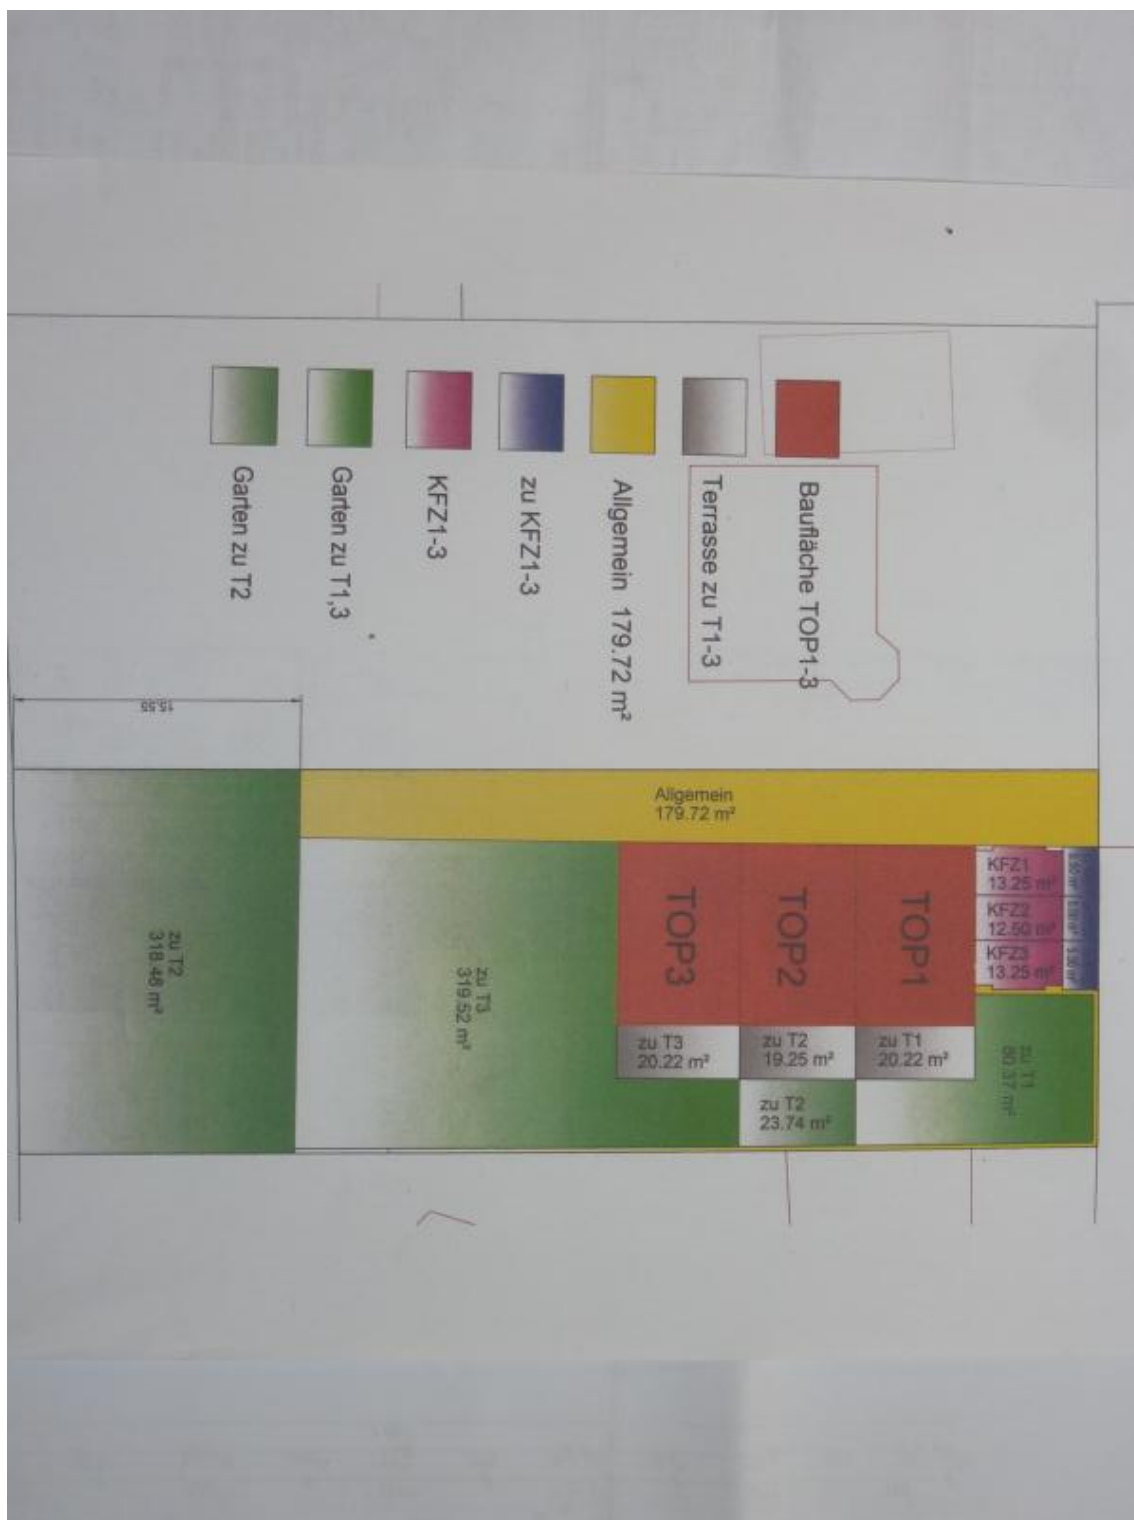 Baufläche TOP1-3
Terrasse zu T1-3
Allgemein 179.72 m²
zu KFZ1-3
KFZ1-3
Garten zu T1,3
Garten zu T2
15.55
Allgemein
179.72 m²
KFZ1
13.25 m²
KFZ2
12.50 m²
KFZ3
13.25 m²
TOP1
TOP2
TOP3
zu T1
20.22 m²
zu T2
19.25 m²
zu T3
20.22 m²
zu T2
23.74 m²
zu T1
80.37 m²
zu T3
319.52 m²
zu T2
318.46 m²